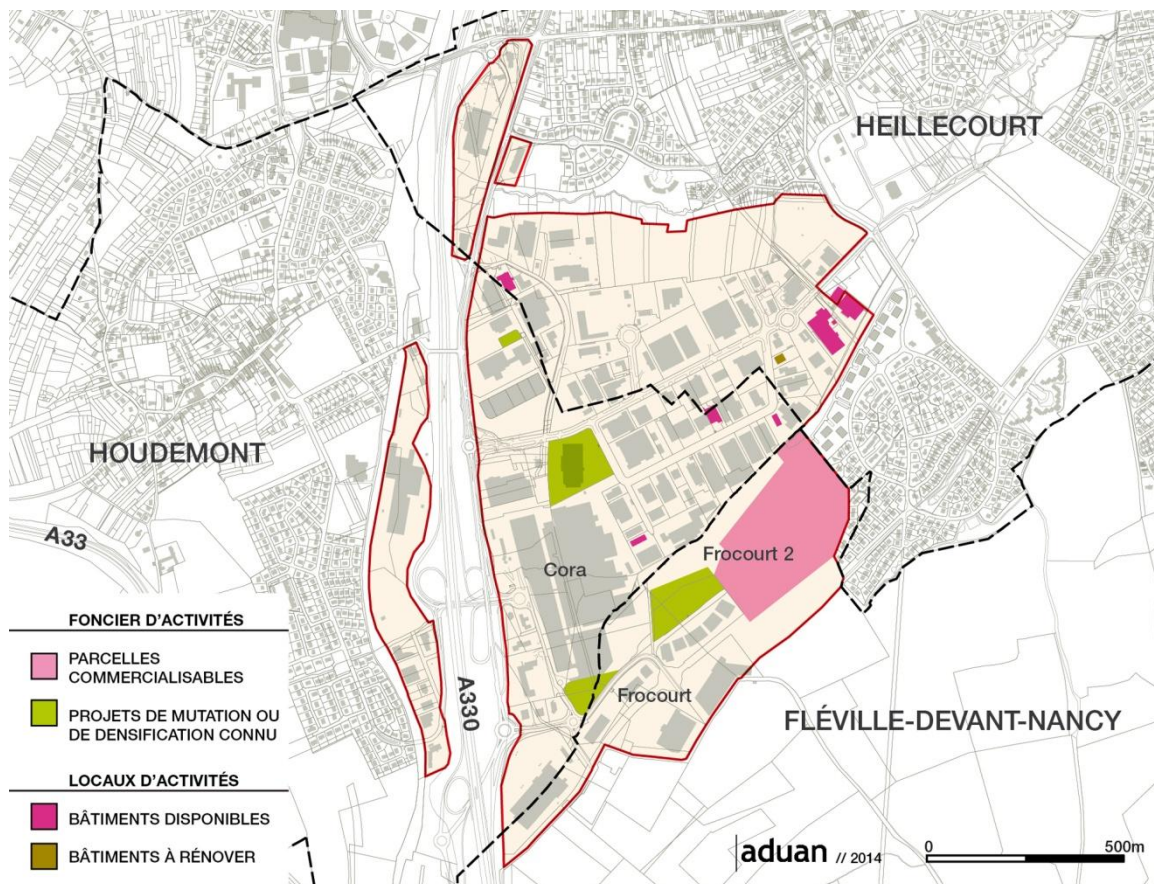 HEILLECOURT
HOUDEMONT
A33
Frocourt 2
Cora
Frocourt
A330
FLÉVILLE-DEVANT-NANCY
FONCIER D'ACTIVITÉS
PARCELLES
COMMERCIALISABLES
PROJETS DE MUTATION OU
DE DENSIFICATION CONNU
LOCAUX D'ACTIVITÉS
BÂTIMENTS DISPONIBLES
BÂTIMENTS À RÉNOVER
aduan // 2014
0 500m